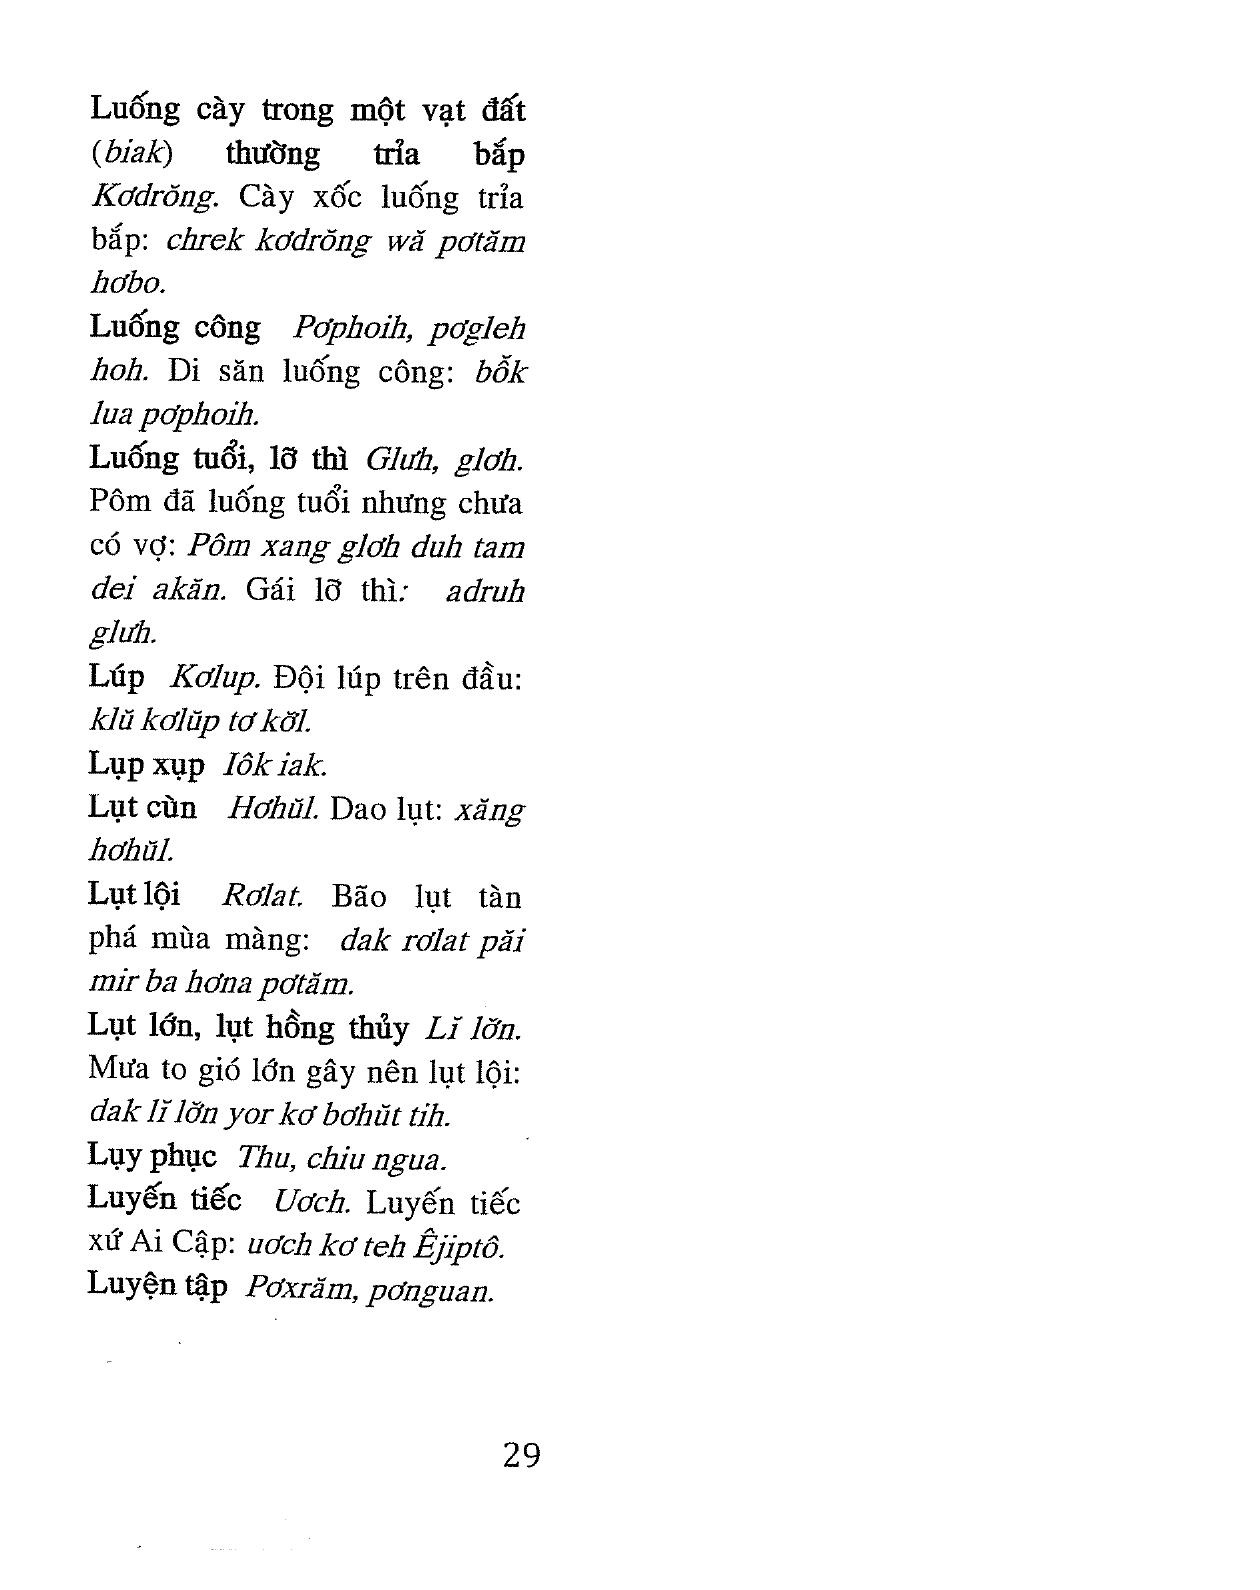 Luống cày trong một vạt đất
(biak) thường trỉa bắp
Kơdrŏng. Cày xốc luống trỉa
bắp: chrek kơdrŏng wă pơtăm
hơbo.
Luống công Pơphoih, pơgleh
hoh. Di săn luống công: bô̆k
lua pơphoih.
Luống tuổi, lỡ thì Glưh, glơh.
Pôm đã luống tuổi nhưng chưa
có vợ: Pôm xang glơh duh tam
dei akăn. Gái lỡ thì: adruh
glưh.
Lúp Kơlup. Đội lúp trên đầu:
klŭ kơlŭp tơ kơ̆l.
Lụp xụp Iôk iak.
Lụt cùn Hơhŭl. Dao lụt: xăng
hơhŭl.
Lụt lội Rơlat. Bão lụt tàn
phá mùa màng: dak rơlat păi
mir ba hơna pơtăm.
Lụt lớn, lụt hồng thủy Lĭ lơ̆n.
Mưa to gió lớn gây nên lụt lội:
dak lĭ lơ̆n yor kơ bơhŭt tih.
Lụy phục Thu, chiu ngua.
Luyến tiếc Uơch. Luyến tiếc
xứ Ai Cập: uơch kơ teh Êjiptô.
Luyện tập Pơxrăm, pơnguan.
29